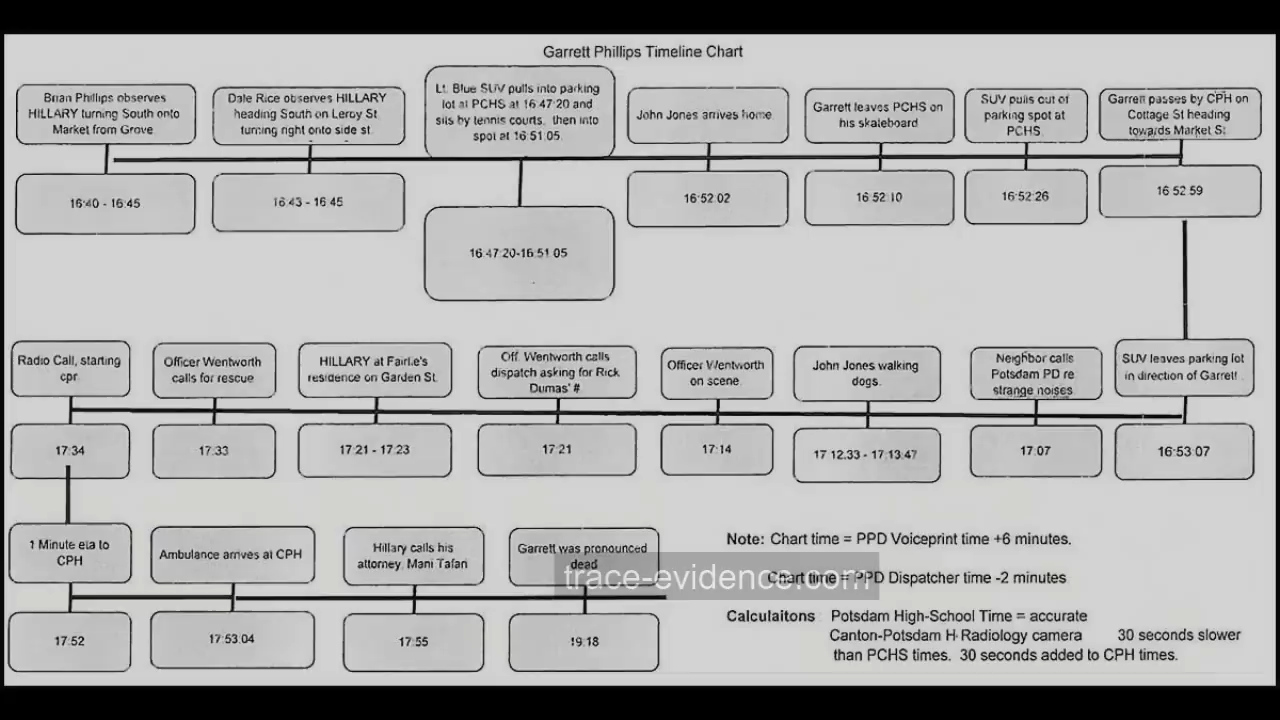 Garrett Phillips Timeline Chart
Brian Phillips observes
HILLARY turning South onto
Market from Grove
16:40 - 16:45
Dale Rice observes HILLARY
heading South on Leroy St
turning right onto side st
16:43 - 16:45
Lt. Blue SUV pulls into parking
lot at PCHS at 16:47:20 and
sits by tennis courts, then into
spot at 16:51:05.
16:47:20-16:51:05
John Jones arrives home
16:52:02
Garrett leaves PCHS on
his skateboard
16:52:10
SUV pulls out of
parking spot at
PCHS
16:52:26
Garrett passes by CPH on
Cottage St heading
towards Market St
16:52:59
SUV leaves parking lot
in direction of Garrett
16:53:07
Neighbor calls
Potsdam PD re
strange noises
17:07
John Jones walking
dogs.
17:12:33 - 17:13:47
Officer Wentworth
on scene
17:14
Off. Wentworth calls
dispatch asking for Rick
Dumas' #
17:21
HILLARY at Fairlie's
residence on Garden St.
17:21 - 17:23
Officer Wentworth
calls for rescue
17:33
Radio Call, starting
cpr
17:34
1 Minute eta to
CPH
17:52
Ambulance arrives at CPH
17:53:04
Hillary calls his
attorney, Mani Tafari
17:55
Garrett was pronounced
dead
19:18
trace-evidence.com
Note: Chart time = PPD Voiceprint time +6 minutes.
Chart time = PPD Dispatcher time -2 minutes
Calculaitons : Potsdam High-School Time = accurate
Canton-Potsdam H Radiology camera 30 seconds slower
than PCHS times. 30 seconds added to CPH times.